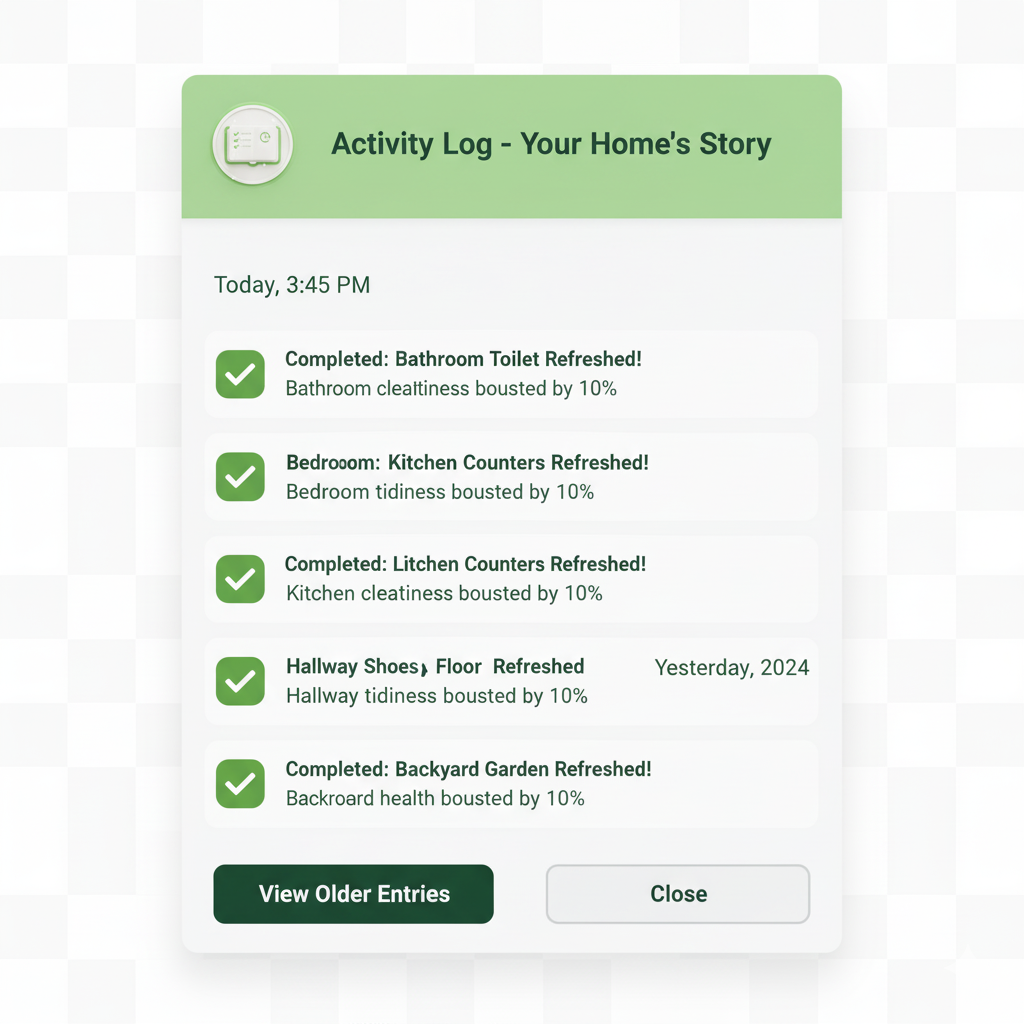 Activity Log - Your Home's Story
Today, 3:45 PM
Completed: Bathroom Toilet Refreshed!
Bathroom cleattiness bousted by 10%
Bedrooom: Kitchen Counters Refreshed!
Bedroom tidiness bousted by 10%
Completed: Litchen Counters Refreshed!
Kitchen cleatiness bousted by 10%
Hallway Shoes, Floor Refreshed
Yesterday, 2024
Hallway tidiness bousted by 10%
Completed: Backyard Garden Refreshed!
Backroard health bousted by 10%
View Older Entries
Close